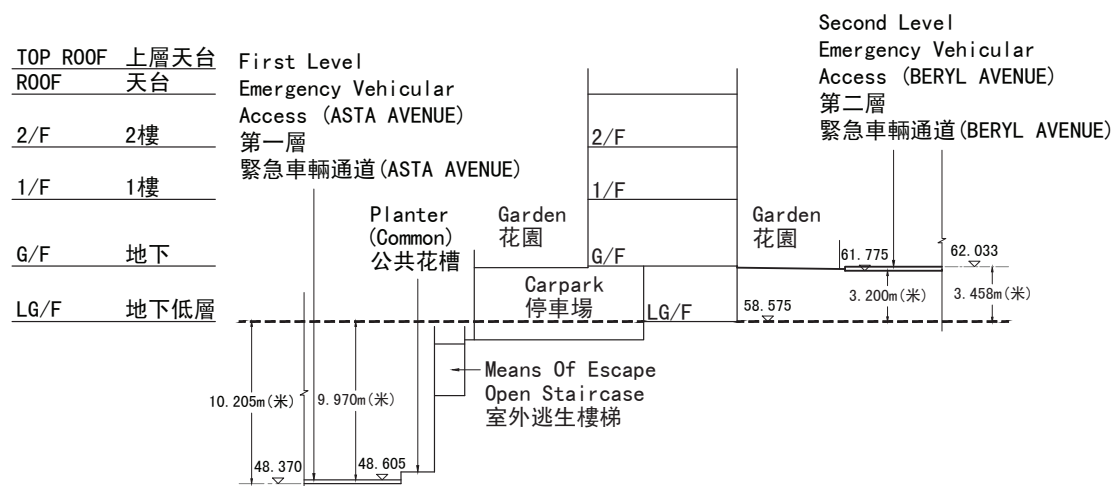 TOP ROOF 上層天台
ROOF 天台
2/F 2樓
1/F 1樓
G/F 地下
LG/F 地下低層
First Level
Emergency Vehicular
Access (ASTA AVENUE)
第一層
緊急車輛通道(ASTA AVENUE)
Second Level
Emergency Vehicular
Access (BERYL AVENUE)
第二層
緊急車輛通道(BERYL AVENUE)
2/F
1/F
G/F
LG/F
Planter
(Common)
公共花槽
Garden
花園
Garden
花園
Carpark
停車場
61.775
62.033
3.200m(米)
3.458m(米)
58.575
Means Of Escape
Open Staircase
室外逃生樓梯
10.205m(米)
9.970m(米)
48.370
48.605